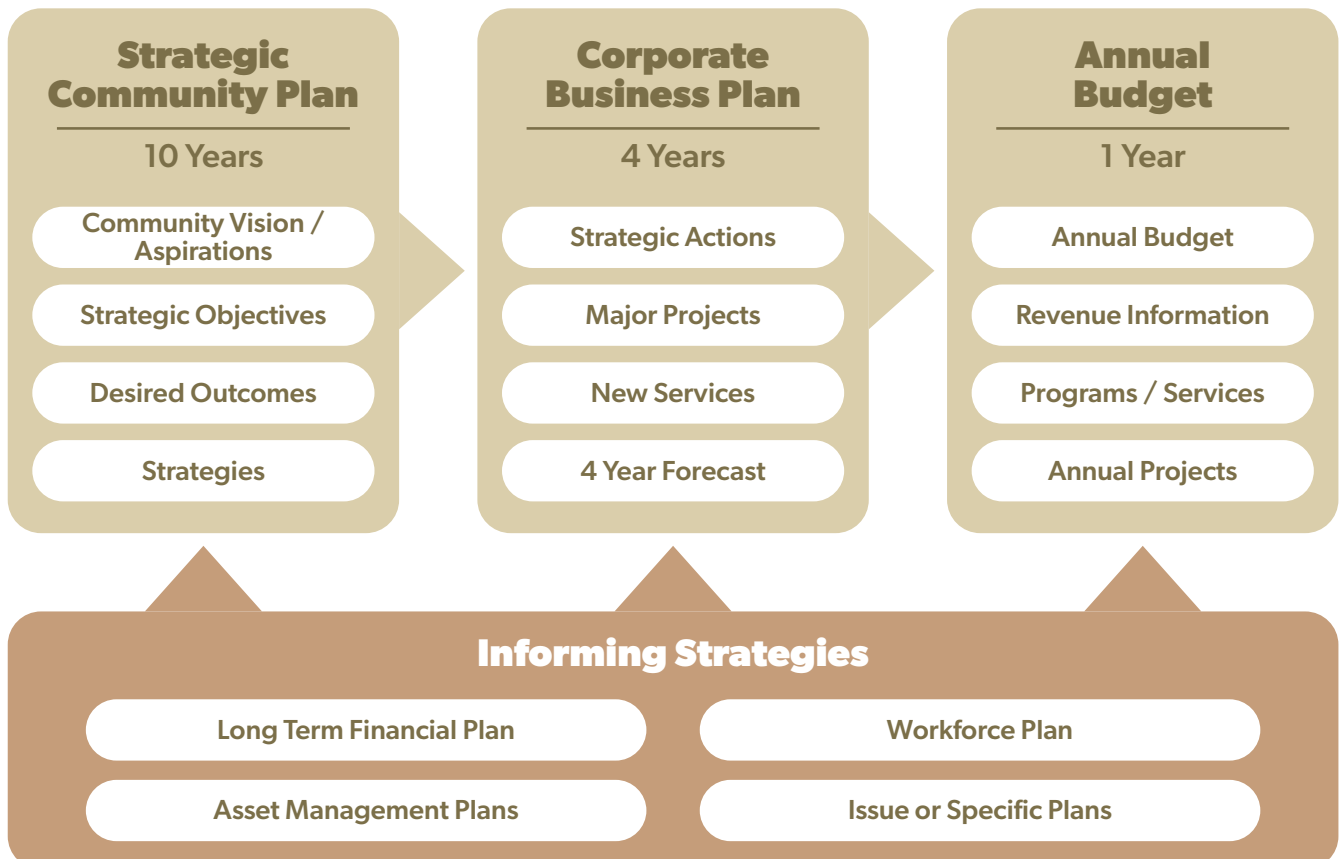 Strategic
Community Plan
10 Years
Community Vision /
Aspirations
Strategic Objectives
Desired Outcomes
Strategies
Corporate
Business Plan
4 Years
Strategic Actions
Major Projects
New Services
4 Year Forecast
Annual
Budget
1 Year
Annual Budget
Revenue Information
Programs / Services
Annual Projects
Informing Strategies
Long Term Financial Plan
Workforce Plan
Asset Management Plans
Issue or Specific Plans